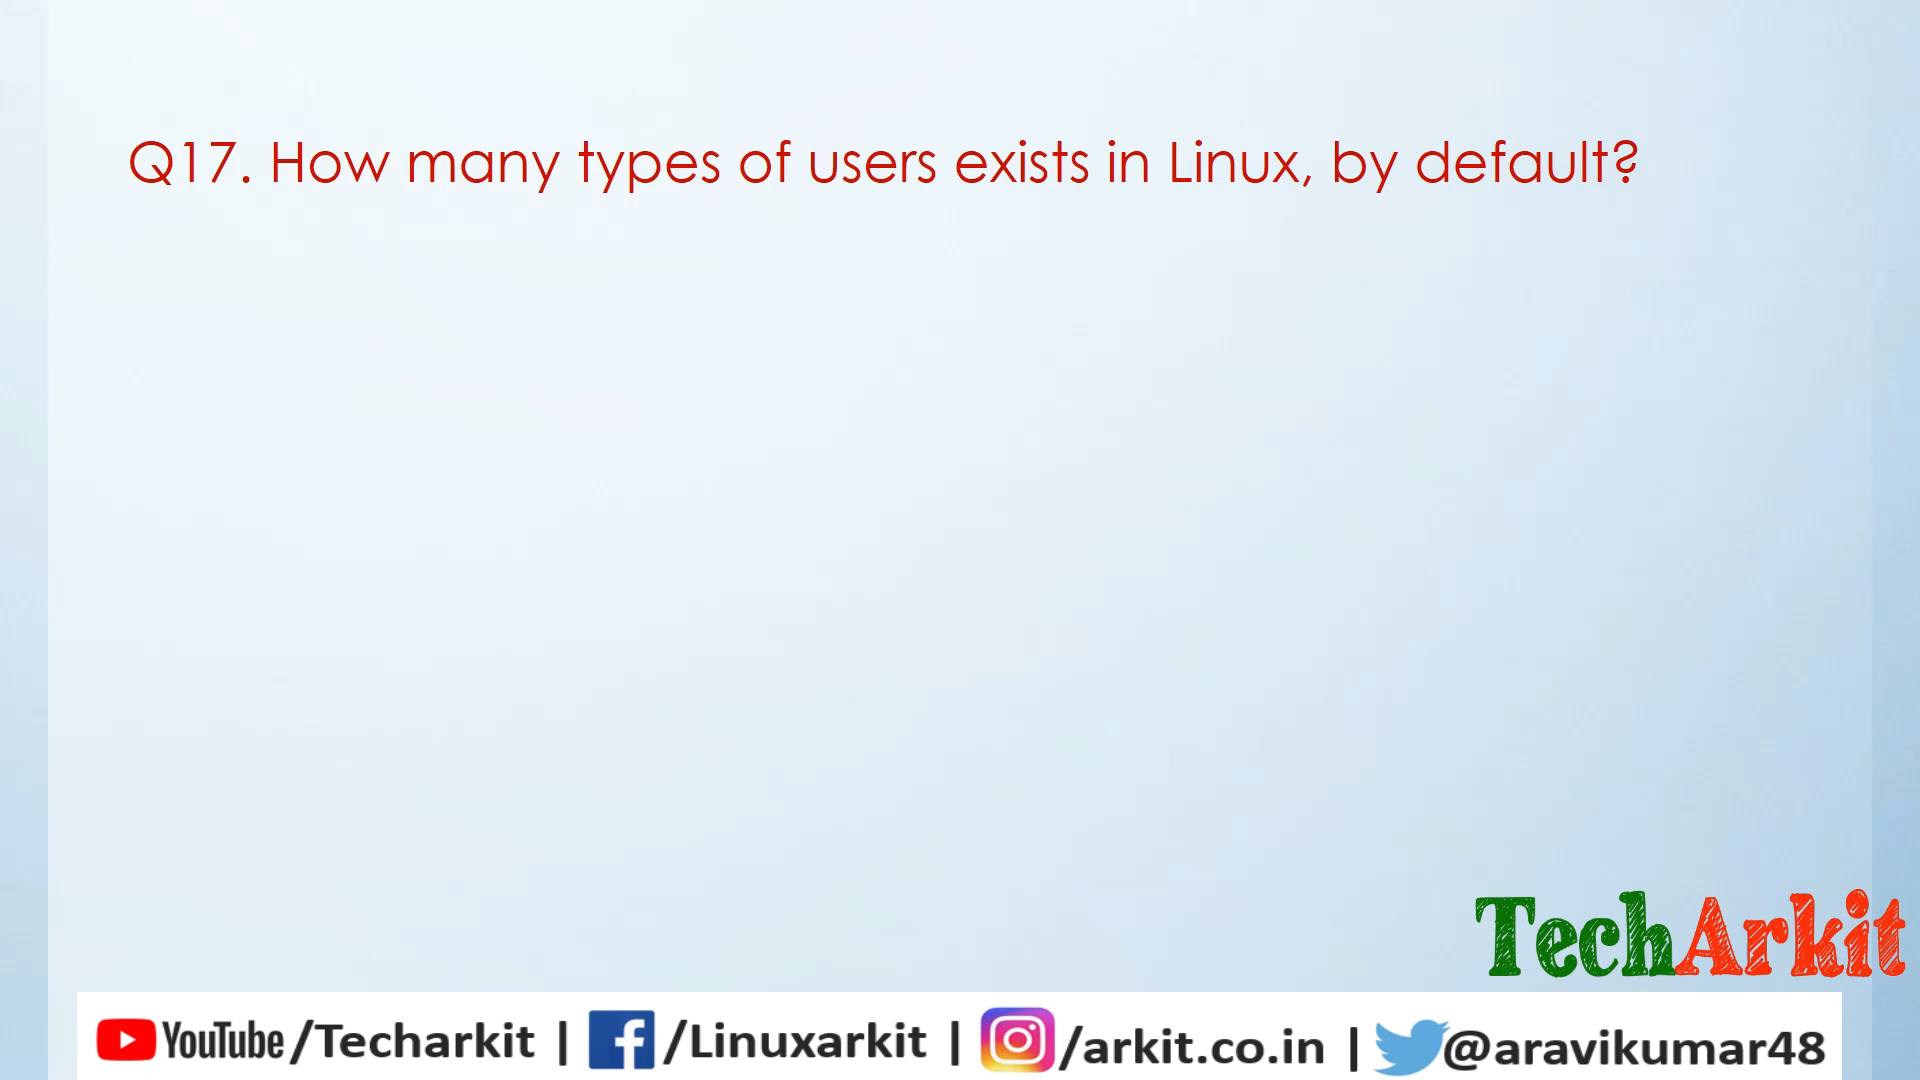 Q17. How many types of users exists in Linux, by default?
TechArkit
YouTube /Techarkit | /Linuxarkit | /arkit.co.in | @aravikumar48